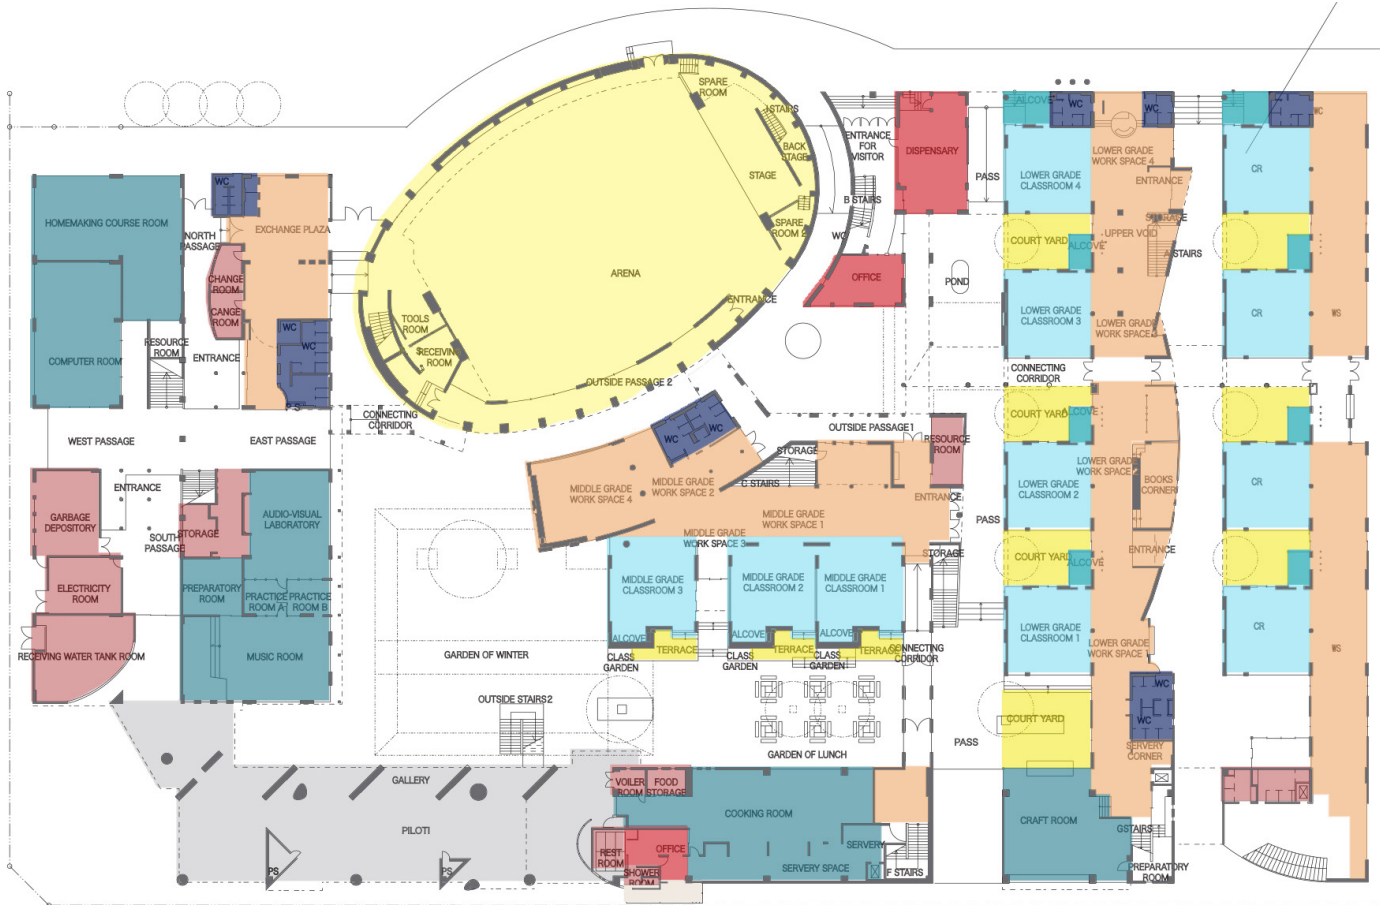 SPARE
ROOM
I STAIRS
BACK
STAGE
STAGE
SPARE
ROOM 2
ARENA
ENTRANCE
TOOLS
ROOM
RECEIVING
ROOM
OUTSIDE PASSAGE 2
CONNECTING
CORRIDOR
ENTRANCE
FOR
VISITOR
B STAIRS
WC
DISPENSARY
OFFICE
PASS
POND
HOMEMAKING COURSE ROOM
WC
NORTH
PASSAGE
EXCHANGE PLAZA
CHANGE
ROOM
CANGE
ROOM
COMPUTER ROOM
RESOURCE
ROOM
ENTRANCE
WC
WC
P S
WEST PASSAGE
EAST PASSAGE
ENTRANCE
GARBAGE
DEPOSITORY
SOUTH
PASSAGE
STORAGE
AUDIO-VISUAL
LABORATORY
ELECTRICITY
ROOM
PREPARATORY
ROOM
PRACTICE
ROOM A
PRACTICE
ROOM B
RECEIVING WATER TANK ROOM
MUSIC ROOM
GARDEN OF WINTER
OUTSIDE STAIRS2
GALLERY
PILOTI
PS
PS
WC
WC
STORAGE
C STAIRS
OUTSIDE PASSAGE1
RESOURCE
ROOM
ENTRANCE
MIDDLE GRADE
WORK SPACE 4
MIDDLE GRADE
WORK SPACE 2
MIDDLE GRADE
WORK SPACE 1
MIDDLE GRADE
WORK SPACE 3
STORAGE
MIDDLE GRADE
CLASSROOM 3
MIDDLE GRADE
CLASSROOM 2
MIDDLE GRADE
CLASSROOM 1
ALCOVE
ALCOVE
ALCOVE
TERRACE
TERRACE
TERRACE
CLASS
GARDEN
CLASS
GARDEN
CLASS
GARDEN
CONNECTING
CORRIDOR
GARDEN OF LUNCH
VOILER
ROOM
FOOD
STORAGE
COOKING ROOM
REST
ROOM
OFFICE
SHOWER
ROOM
SERVERY
SERVERY SPACE
F STAIRS
ALCOVE
WC
WC
WC
LOWER GRADE
WORK SPACE 4
LOWER GRADE
CLASSROOM 4
ENTRANCE
STORAGE
CR
COURT YARD
ALCOVE
UPPER VOID
A STAIRS
LOWER GRADE
CLASSROOM 3
LOWER GRADE
WORK SPACE 3
CR
WS
CONNECTING
CORRIDOR
COURT YARD
ALCOVE
LOWER GRADE
WORK SPACE 2
LOWER GRADE
CLASSROOM 2
BOOKS
CORNER
CR
PASS
COURT YARD
ALCOVE
ENTRANCE
LOWER GRADE
CLASSROOM 1
LOWER GRADE
WORK SPACE 1
CR
WS
WC
WC
COURT YARD
PASS
SERVERY
CORNER
CRAFT ROOM
GSTAIRS
PREPARATORY
ROOM